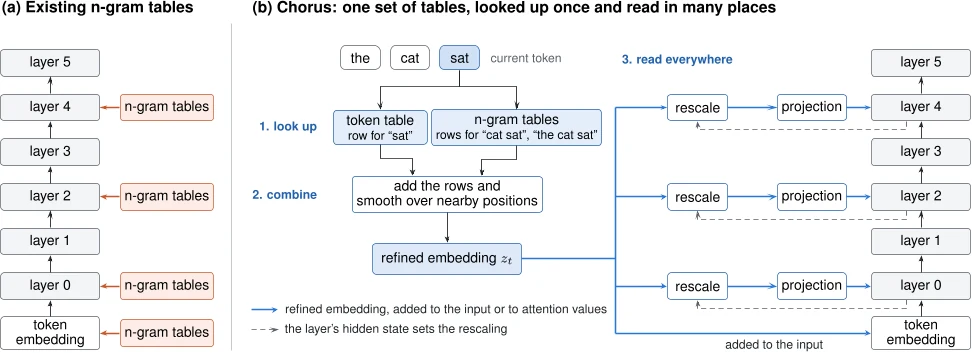 (a) Existing n-gram tables
layer 5
layer 4
n-gram tables
layer 3
layer 2
n-gram tables
layer 1
layer 0
n-gram tables
token
embedding
n-gram tables
(b) Chorus: one set of tables, looked up once and read in many places
the
cat
sat
current token
1. look up
token table
row for “sat”
n-gram tables
rows for “cat sat”, “the cat sat”
2. combine
add the rows and
smooth over nearby positions
refined embedding zt
refined embedding, added to the input or to attention values
the layer’s hidden state sets the rescaling
3. read everywhere
layer 5
rescale
projection
layer 4
layer 3
rescale
projection
layer 2
layer 1
rescale
projection
layer 0
token
embedding
added to the input